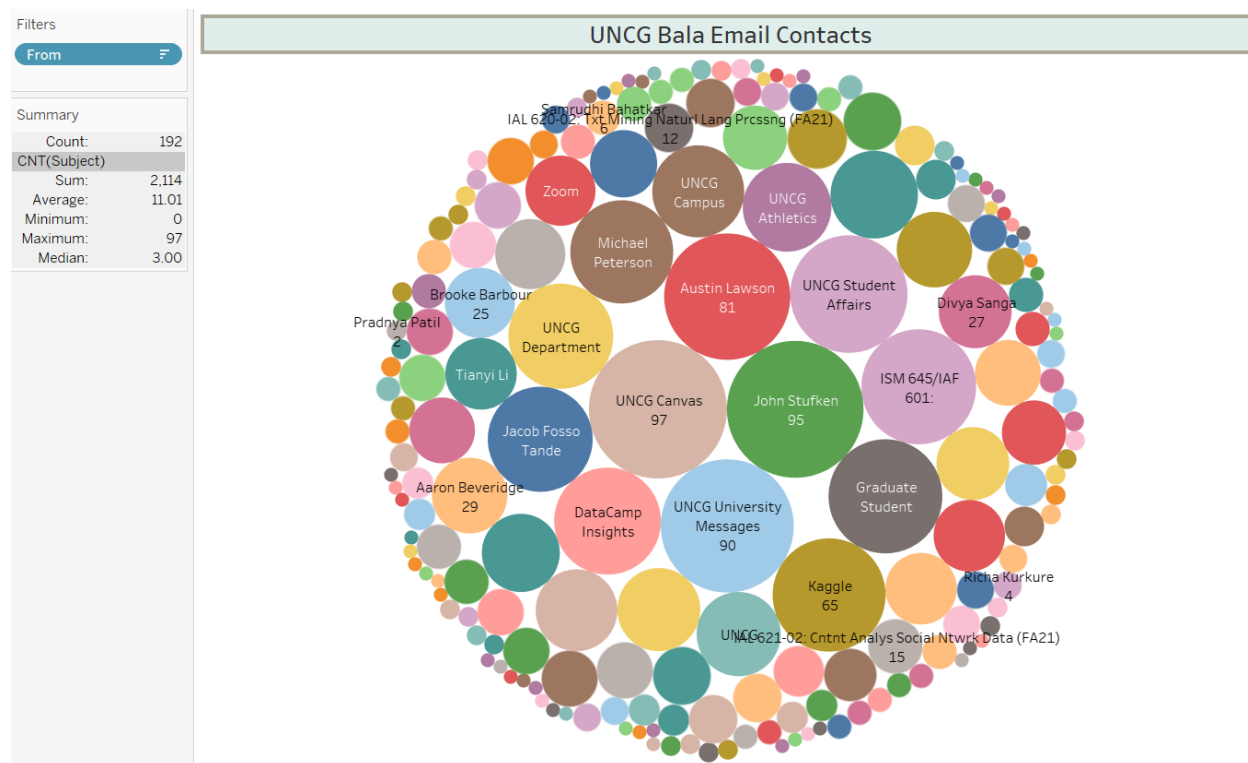 Filters
From
Summary
Count: 192
CNT(Subject)
Sum: 2,114
Average: 11.01
Minimum: 0
Maximum: 97
Median: 3.00
UNCG Bala Email Contacts
Samrudhi Bahatkar
6
IAL 620-02: Txt Mining Naturl Lang Prcssng (FA21)
12
Zoom
UNCG
Campus
UNCG
Athletics
Michael
Peterson
Austin Lawson
81
UNCG Student
Affairs
Divya Sanga
27
Brooke Barbour
25
Pradnya Patil
2
UNCG
Department
Tianyi Li
UNCG Canvas
97
John Stufken
95
ISM 645/IAF
601:
Jacob Fosso
Tande
Aaron Beveridge
29
DataCamp
Insights
UNCG University
Messages
90
Graduate
Student
Kaggle
65
Richa Kurkure
4
UNCG
IAL 621-02: Cntnt Analys Social Ntwrk Data (FA21)
15